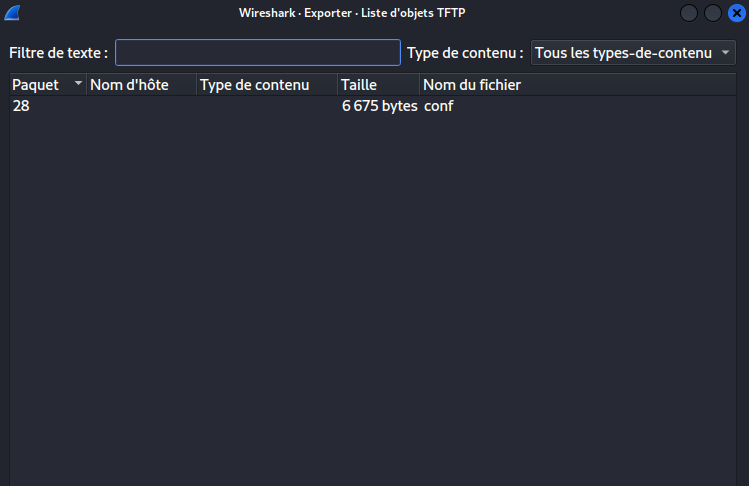 Wireshark · Exporter · Liste d'objets TFTP
Filtre de texte : Type de contenu : Tous les types-de-contenu
Paquet Nom d'hôte Type de contenu Taille Nom du fichier
28 6 675 bytes conf